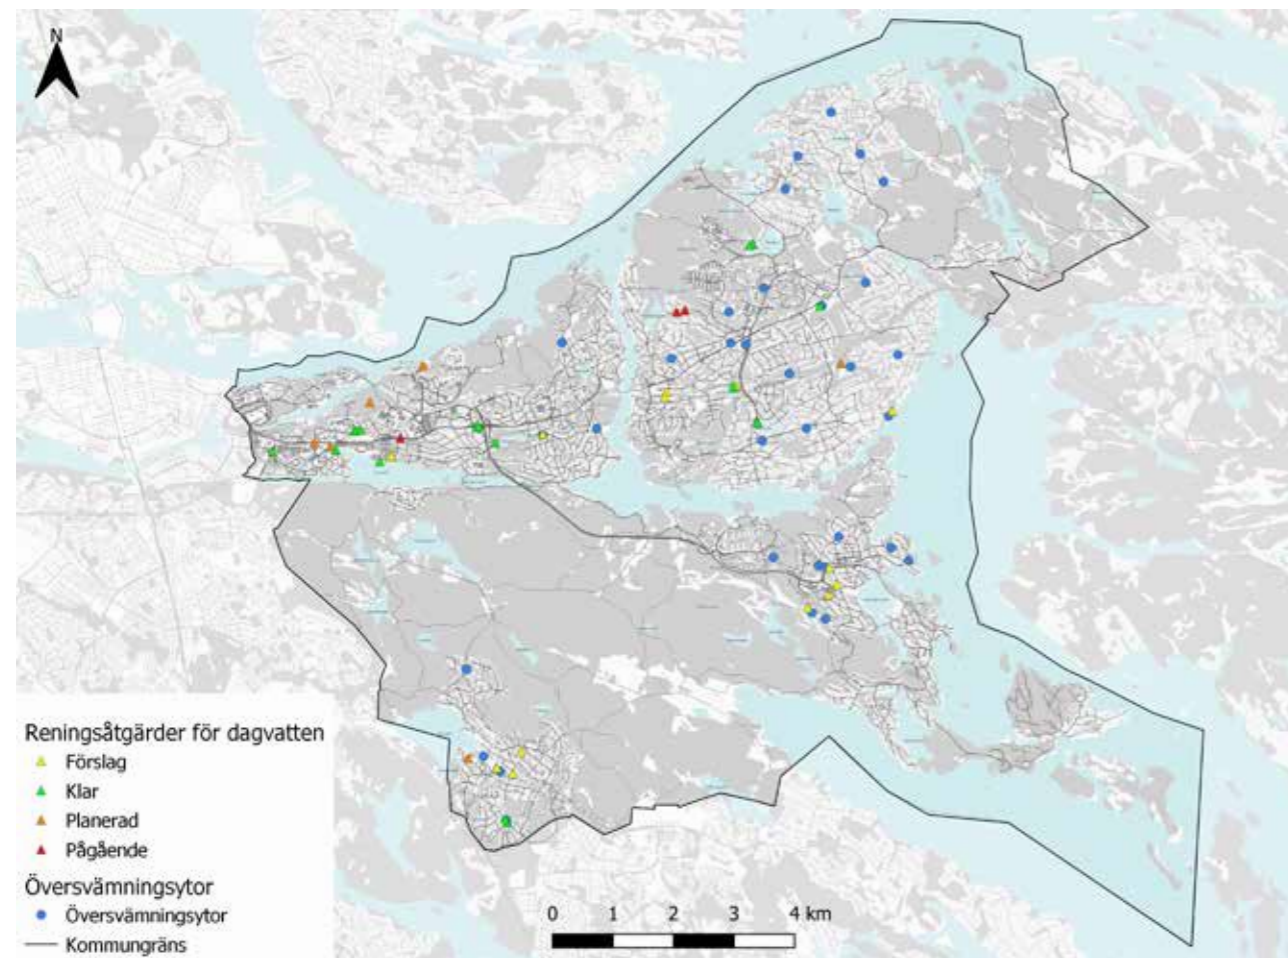 N
Reningsåtgärder för dagvatten
Förslag
Klar
Planerad
Pågående
Översvämningsytor
Översvämningsytor
Kommungräns
0 1 2 3 4 km